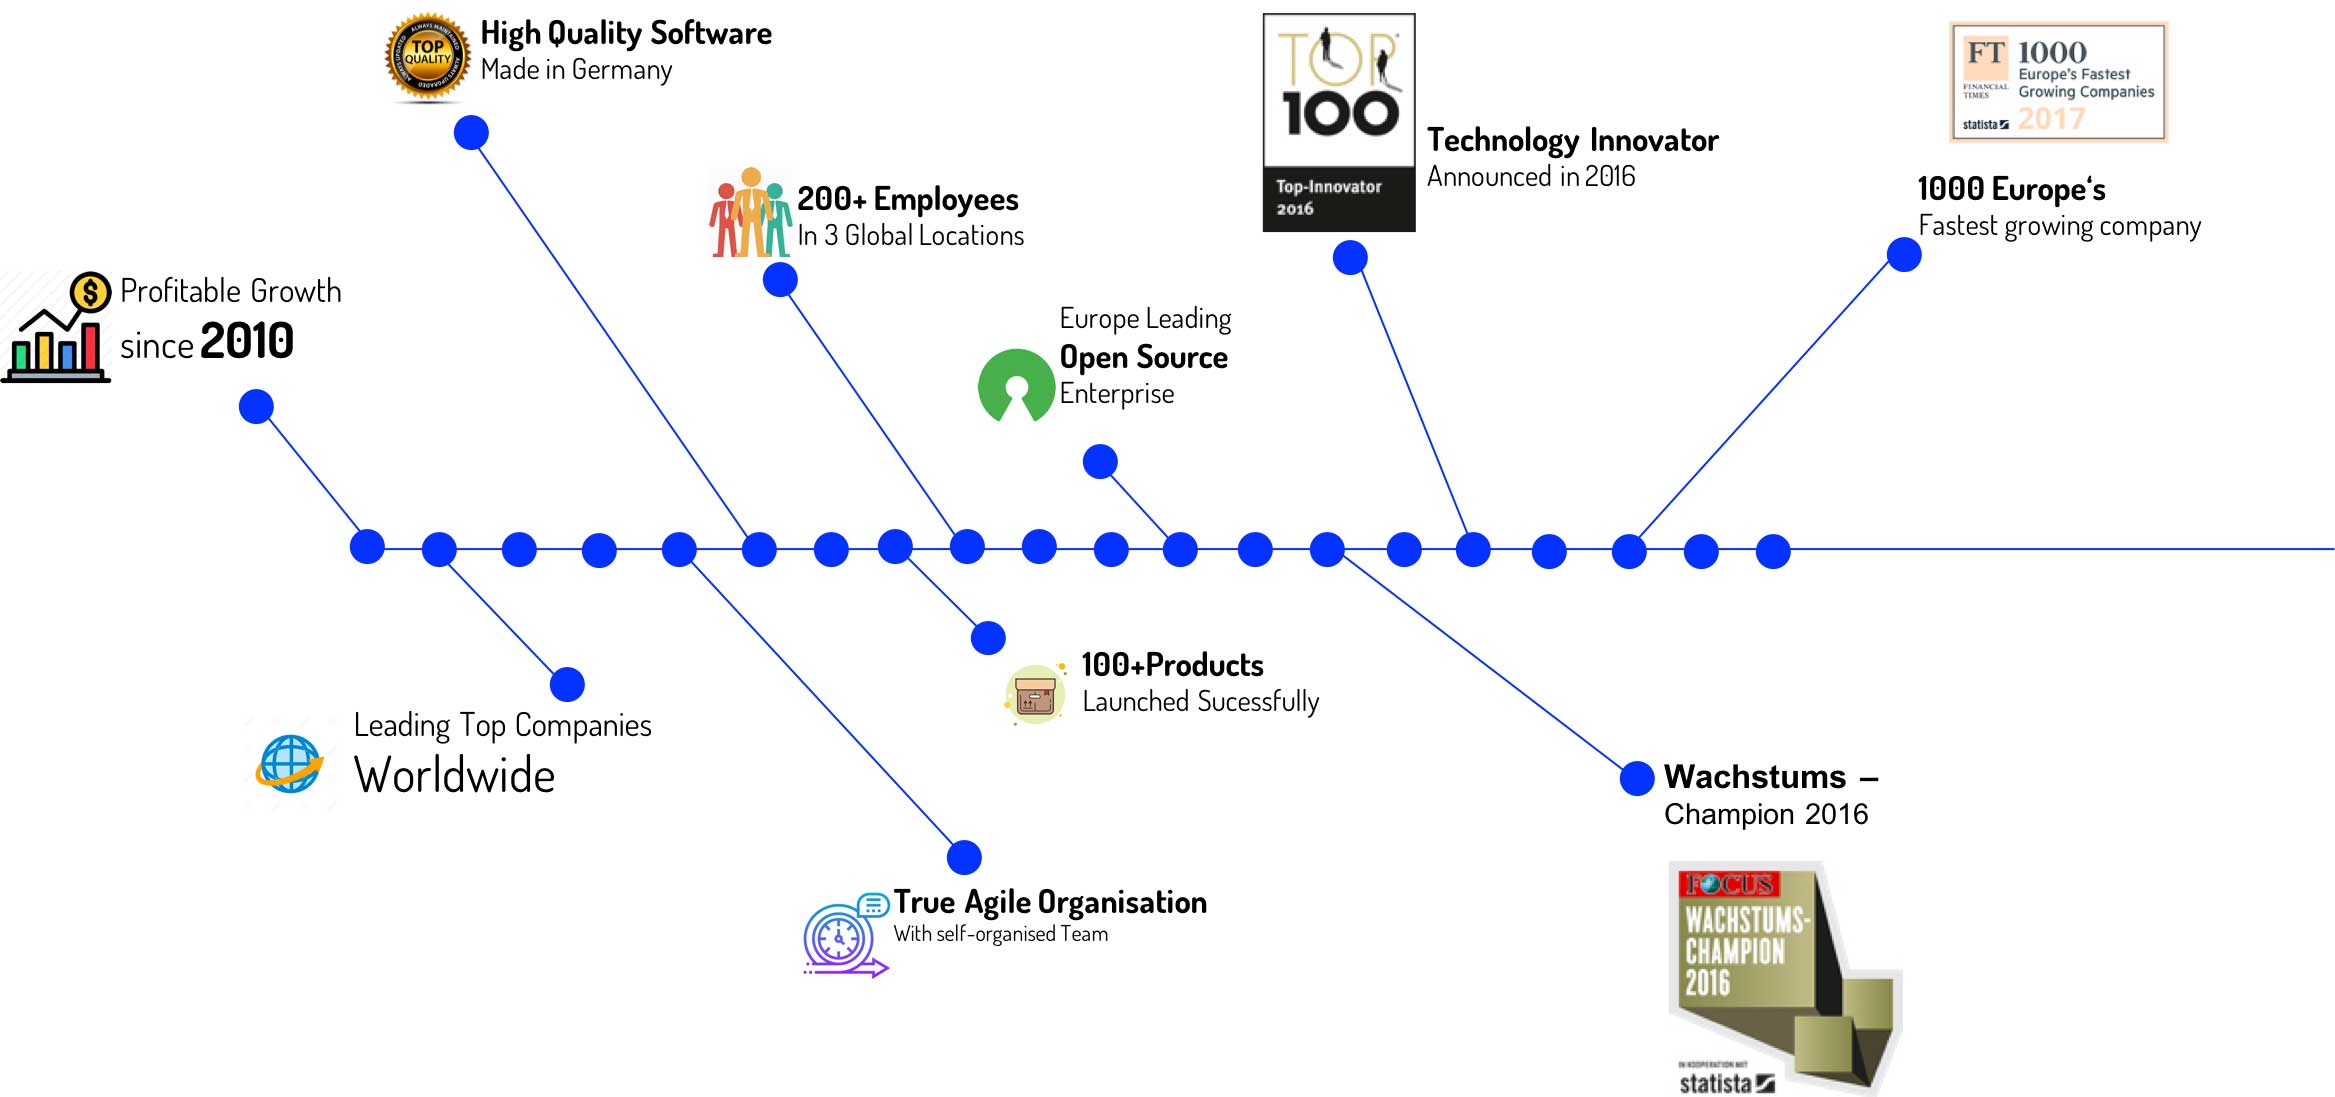 TOP
QUALITY
ALWAYS MAINTAINED
ALWAYS UPGRADED
ALWAYS UPDATED
High Quality Software
Made in Germany
TOP
100
Top-Innovator
2016
Technology Innovator
Announced in 2016
FT
FINANCIAL
TIMES
1000
Europe's Fastest
Growing Companies
statista
2017
1000 Europe‘s
Fastest growing company
200+ Employees
In 3 Global Locations
$
Profitable Growth
since 2010
Europe Leading
Open Source
Enterprise
100+Products
Launched Sucessfully
Leading Top Companies
Worldwide
Wachstums –
Champion 2016
True Agile Organisation
With self-organised Team
FOCUS
WACHSTUMS-
CHAMPION
2016
IN KOOPERATION MIT
statista